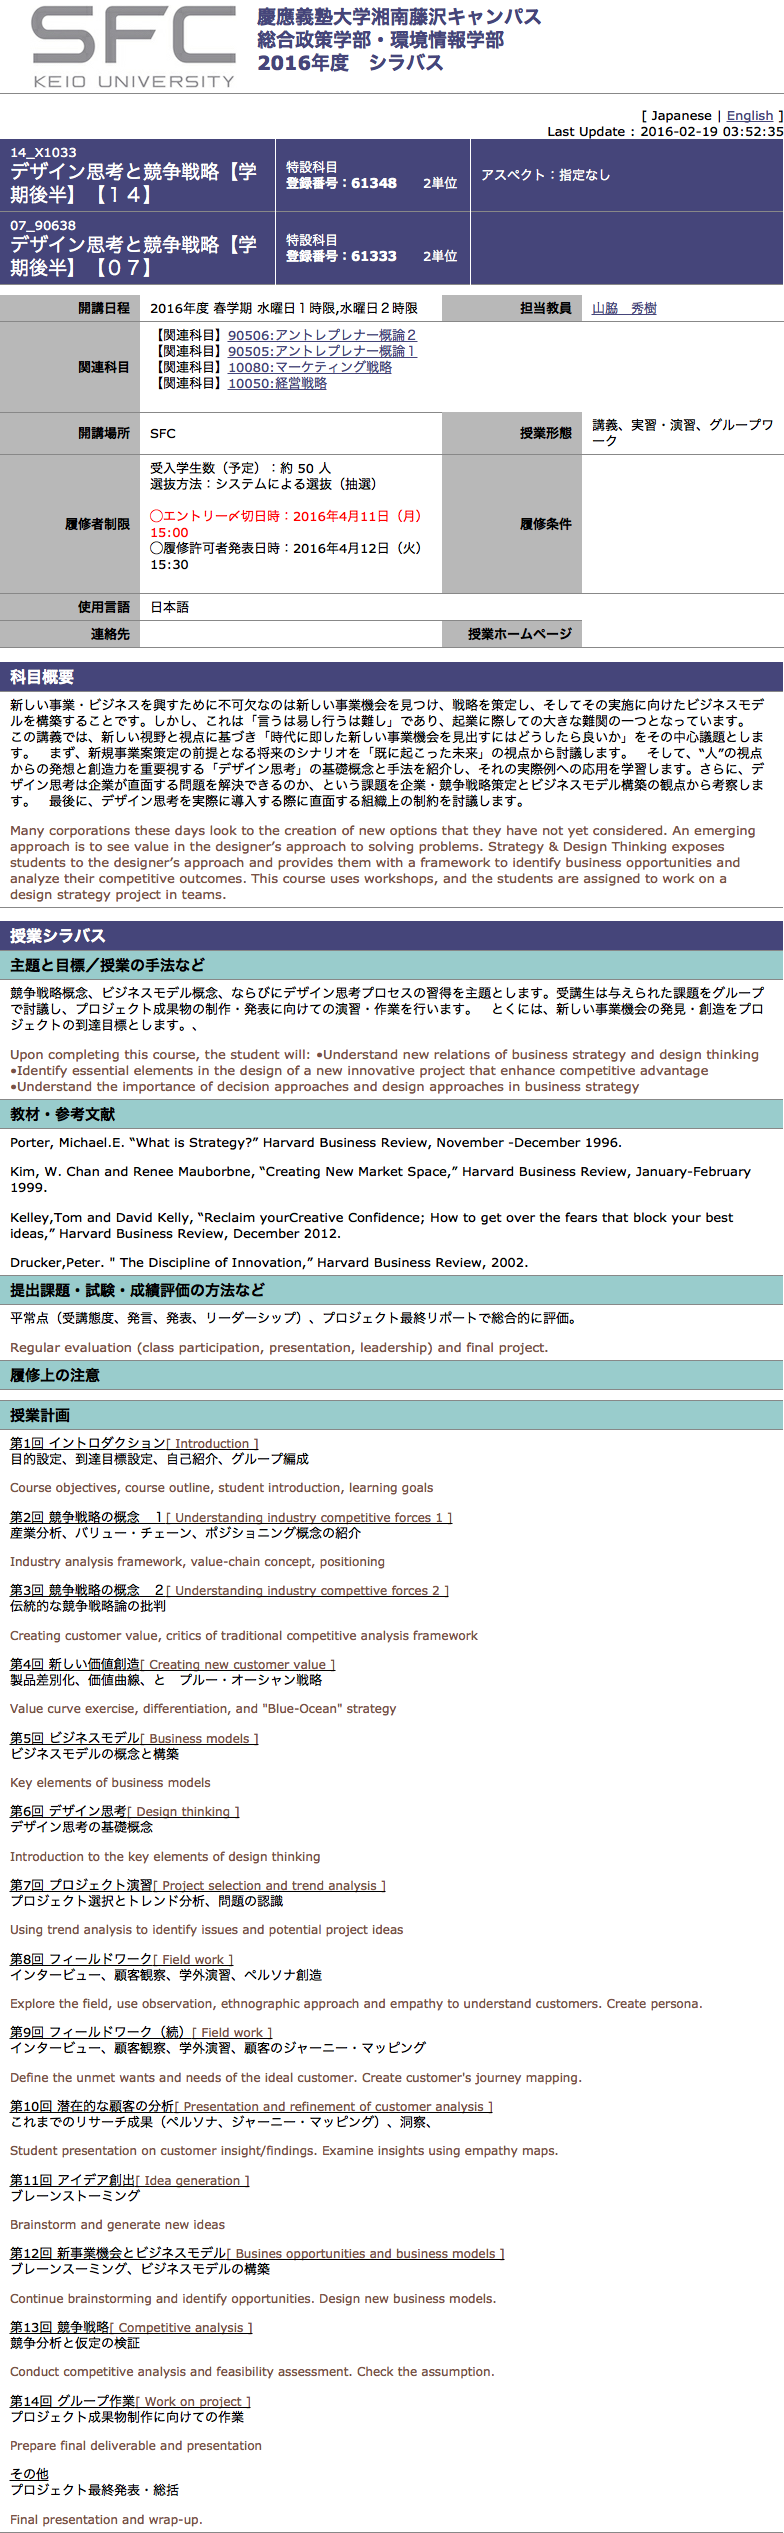 SFC
KEIO UNIVERSITY
慶應義塾大学湘南藤沢キャンパス
総合政策学部・環境情報学部
2016年度　シラバス
[ Japanese | English ]
Last Update : 2016-02-19 03:52:35
14_X1033
デザイン思考と競争戦略【学
期後半】【１４】
特設科目
登録番号：61348　　2単位
アスペクト：指定なし
07_90638
デザイン思考と競争戦略【学
期後半】【０７】
特設科目
登録番号：61333　　2単位
開講日程
2016年度 春学期 水曜日１時限,水曜日２時限
担当教員
山脇　秀樹
関連科目
【関連科目】90506:アントレプレナー概論２
【関連科目】90505:アントレプレナー概論１
【関連科目】10080:マーケティング戦略
【関連科目】10050:経営戦略
開講場所
SFC
授業形態
講義、実習・演習、グループワ
ーク
履修者制限
受入学生数（予定）：約 50 人
選抜方法：システムによる選抜（抽選）
◯エントリー〆切日時：2016年4月11日（月）
15:00
◯履修許可者発表日時：2016年4月12日（火）
15:30
履修条件
使用言語
日本語
連絡先
授業ホームページ
科目概要
新しい事業・ビジネスを興すために不可欠なのは新しい事業機会を見つけ、戦略を策定し、そしてその実施に向けたビジネスモデ
ルを構築することです。しかし、これは「言うは易し行うは難し」であり、起業に際しての大きな難関の一つとなっています。
この講義では、新しい視野と視点に基づき「時代に即した新しい事業機会を見出すにはどうしたら良いか」をその中心議題としま
す。　まず、新規事業案策定の前提となる将来のシナリオを「既に起こった未来」の視点から討議します。　そして、“人”の視点
からの発想と創造力を重要視する「デザイン思考」の基礎概念と手法を紹介し、それの実際例への応用を学習します。さらに、デ
ザイン思考は企業が直面する問題を解決できるのか、という課題を企業・競争戦略策定とビジネスモデル構築の観点から考察しま
す。　最後に、デザイン思考を実際に導入する際に直面する組織上の制約を討議します。
Many corporations these days look to the creation of new options that they have not yet considered. An emerging
approach is to see value in the designer’s approach to solving problems. Strategy & Design Thinking exposes
students to the designer’s approach and provides them with a framework to identify business opportunities and
analyze their competitive outcomes. This course uses workshops, and the students are assigned to work on a
design strategy project in teams.
授業シラバス
主題と目標／授業の手法など
競争戦略概念、ビジネスモデル概念、ならびにデザイン思考プロセスの習得を主題とします。受講生は与えられた課題をグループ
で討議し、プロジェクト成果物の制作・発表に向けての演習・作業を行います。　とくには、新しい事業機会の発見・創造をプロ
ジェクトの到達目標とします。、
Upon completing this course, the student will: •Understand new relations of business strategy and design thinking
•Identify essential elements in the design of a new innovative project that enhance competitive advantage
•Understand the importance of decision approaches and design approaches in business strategy
教材・参考文献
Porter, Michael.E. “What is Strategy?” Harvard Business Review, November -December 1996.
Kim, W. Chan and Renee Mauborbne, “Creating New Market Space,” Harvard Business Review, January-February
1999.
Kelley,Tom and David Kelly, “Reclaim yourCreative Confidence; How to get over the fears that block your best
ideas,” Harvard Business Review, December 2012.
Drucker,Peter. " The Discipline of Innovation,” Harvard Business Review, 2002.
提出課題・試験・成績評価の方法など
平常点（受講態度、発言、発表、リーダーシップ）、プロジェクト最終リポートで総合的に評価。
Regular evaluation (class participation, presentation, leadership) and final project.
履修上の注意
授業計画
第1回 イントロダクション[ Introduction ]
目的設定、到達目標設定、自己紹介、グループ編成
Course objectives, course outline, student introduction, learning goals
第2回 競争戦略の概念　１[ Understanding industry competitive forces 1 ]
産業分析、バリュー・チェーン、ポジショニング概念の紹介
Industry analysis framework, value-chain concept, positioning
第3回 競争戦略の概念　２[ Understanding industry compettive forces 2 ]
伝統的な競争戦略論の批判
Creating customer value, critics of traditional competitive analysis framework
第4回 新しい価値創造[ Creating new customer value ]
製品差別化、価値曲線、と　ブルー・オーシャン戦略
Value curve exercise, differentiation, and "Blue-Ocean" strategy
第5回 ビジネスモデル[ Business models ]
ビジネスモデルの概念と構築
Key elements of business models
第6回 デザイン思考[ Design thinking ]
デザイン思考の基礎概念
Introduction to the key elements of design thinking
第7回 プロジェクト演習[ Project selection and trend analysis ]
プロジェクト選択とトレンド分析、問題の認識
Using trend analysis to identify issues and potential project ideas
第8回 フィールドワーク[ Field work ]
インタービュー、顧客観察、学外演習、ペルソナ創造
Explore the field, use observation, ethnographic approach and empathy to understand customers. Create persona.
第9回 フィールドワーク（続）[ Field work ]
インタービュー、顧客観察、学外演習、顧客のジャーニー・マッピング
Define the unmet wants and needs of the ideal customer. Create customer's journey mapping.
第10回 潜在的な顧客の分析[ Presentation and refinement of customer analysis ]
これまでのリサーチ成果（ペルソナ、ジャーニー・マッピング）、洞察、
Student presentation on customer insight/findings. Examine insights using empathy maps.
第11回 アイデア創出[ Idea generation ]
ブレーンストーミング
Brainstorm and generate new ideas
第12回 新事業機会とビジネスモデル[ Busines opportunities and business models ]
ブレーンスーミング、ビジネスモデルの構築
Continue brainstorming and identify opportunities. Design new business models.
第13回 競争戦略[ Competitive analysis ]
競争分析と仮定の検証
Conduct competitive analysis and feasibility assessment. Check the assumption.
第14回 グループ作業[ Work on project ]
プロジェクト成果物制作に向けての作業
Prepare final deliverable and presentation
その他
プロジェクト最終発表・総括
Final presentation and wrap-up.